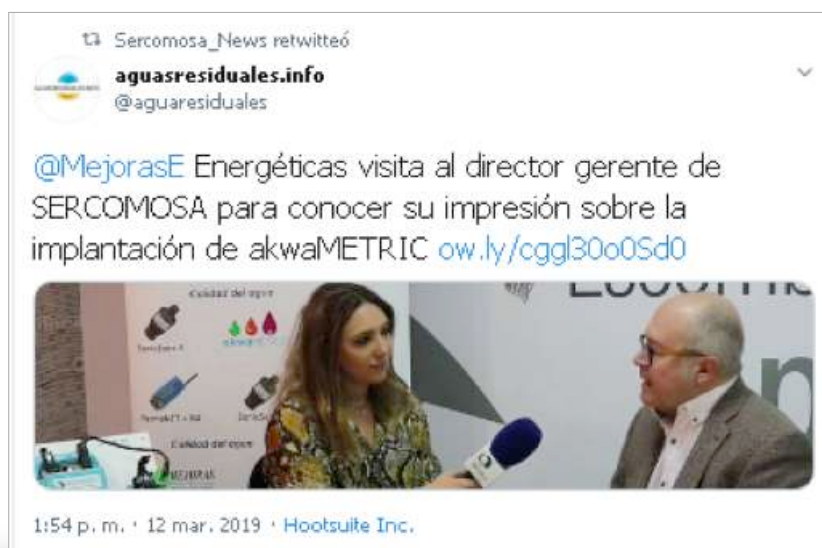 Sercomosa_News retwitteó
aguasresiduales.info
@aguaresiduales
@MejorasE Energéticas visita al director gerente de
SERCOMOSA para conocer su impresión sobre la
implantación de akwaMETRIC ow.ly/cggl30o0Sd0
Calidad del agua
Calidad del agua
MEJORAS
1:54 p. m. · 12 mar. 2019 · Hootsuite Inc.